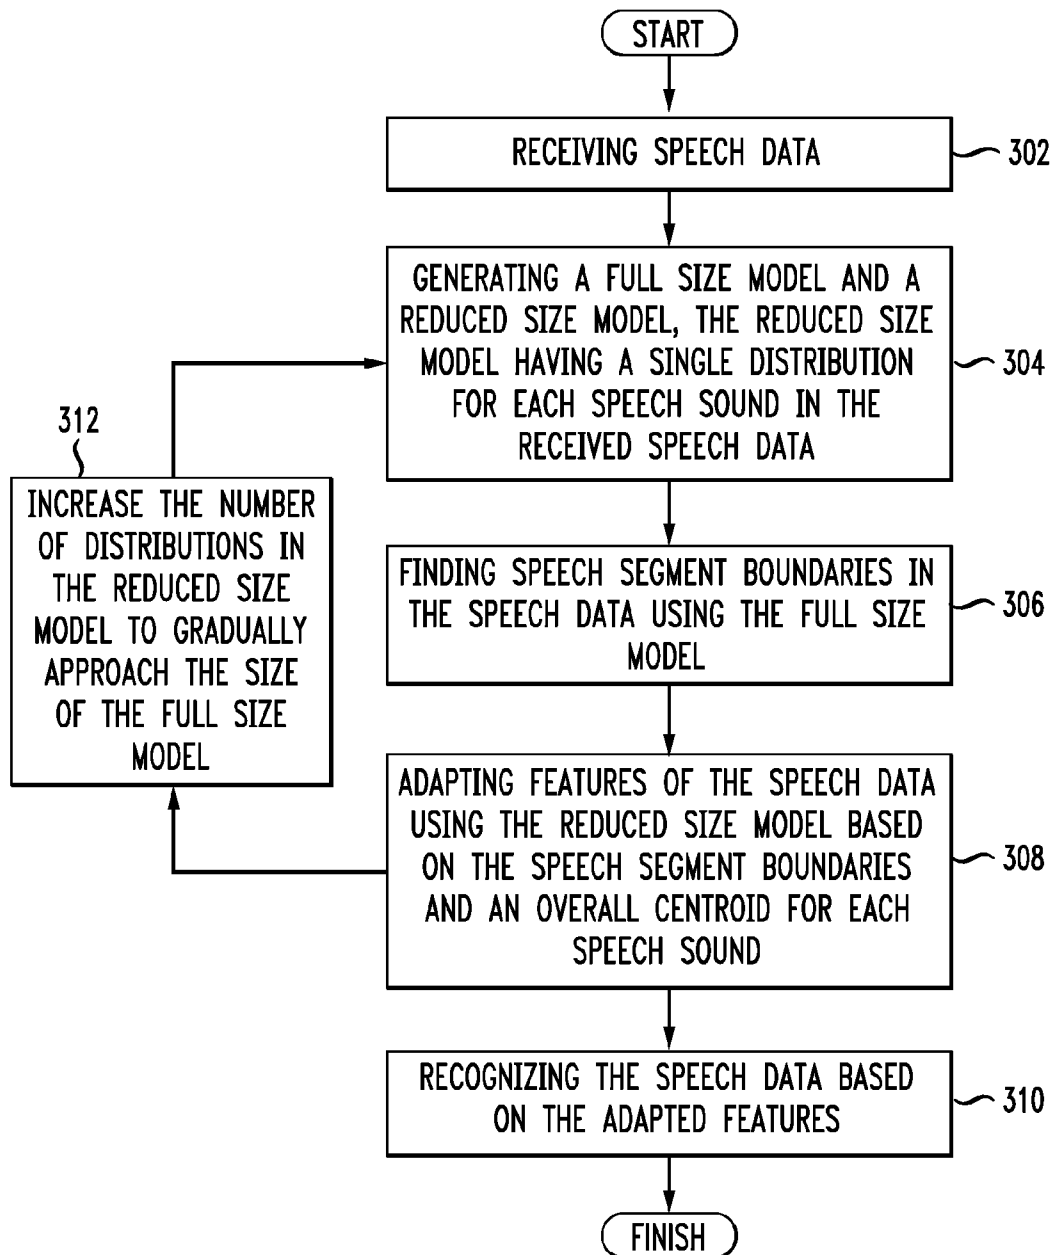 START
RECEIVING SPEECH DATA
302
GENERATING A FULL SIZE MODEL AND A
REDUCED SIZE MODEL, THE REDUCED SIZE
MODEL HAVING A SINGLE DISTRIBUTION
FOR EACH SPEECH SOUND IN THE
RECEIVED SPEECH DATA
304
312
INCREASE THE NUMBER
OF DISTRIBUTIONS IN
THE REDUCED SIZE
MODEL TO GRADUALLY
APPROACH THE SIZE
OF THE FULL SIZE
MODEL
FINDING SPEECH SEGMENT BOUNDARIES IN
THE SPEECH DATA USING THE FULL SIZE
MODEL
306
ADAPTING FEATURES OF THE SPEECH DATA
USING THE REDUCED SIZE MODEL BASED
ON THE SPEECH SEGMENT BOUNDARIES
AND AN OVERALL CENTROID FOR EACH
SPEECH SOUND
308
RECOGNIZING THE SPEECH DATA BASED
ON THE ADAPTED FEATURES
310
FINISH